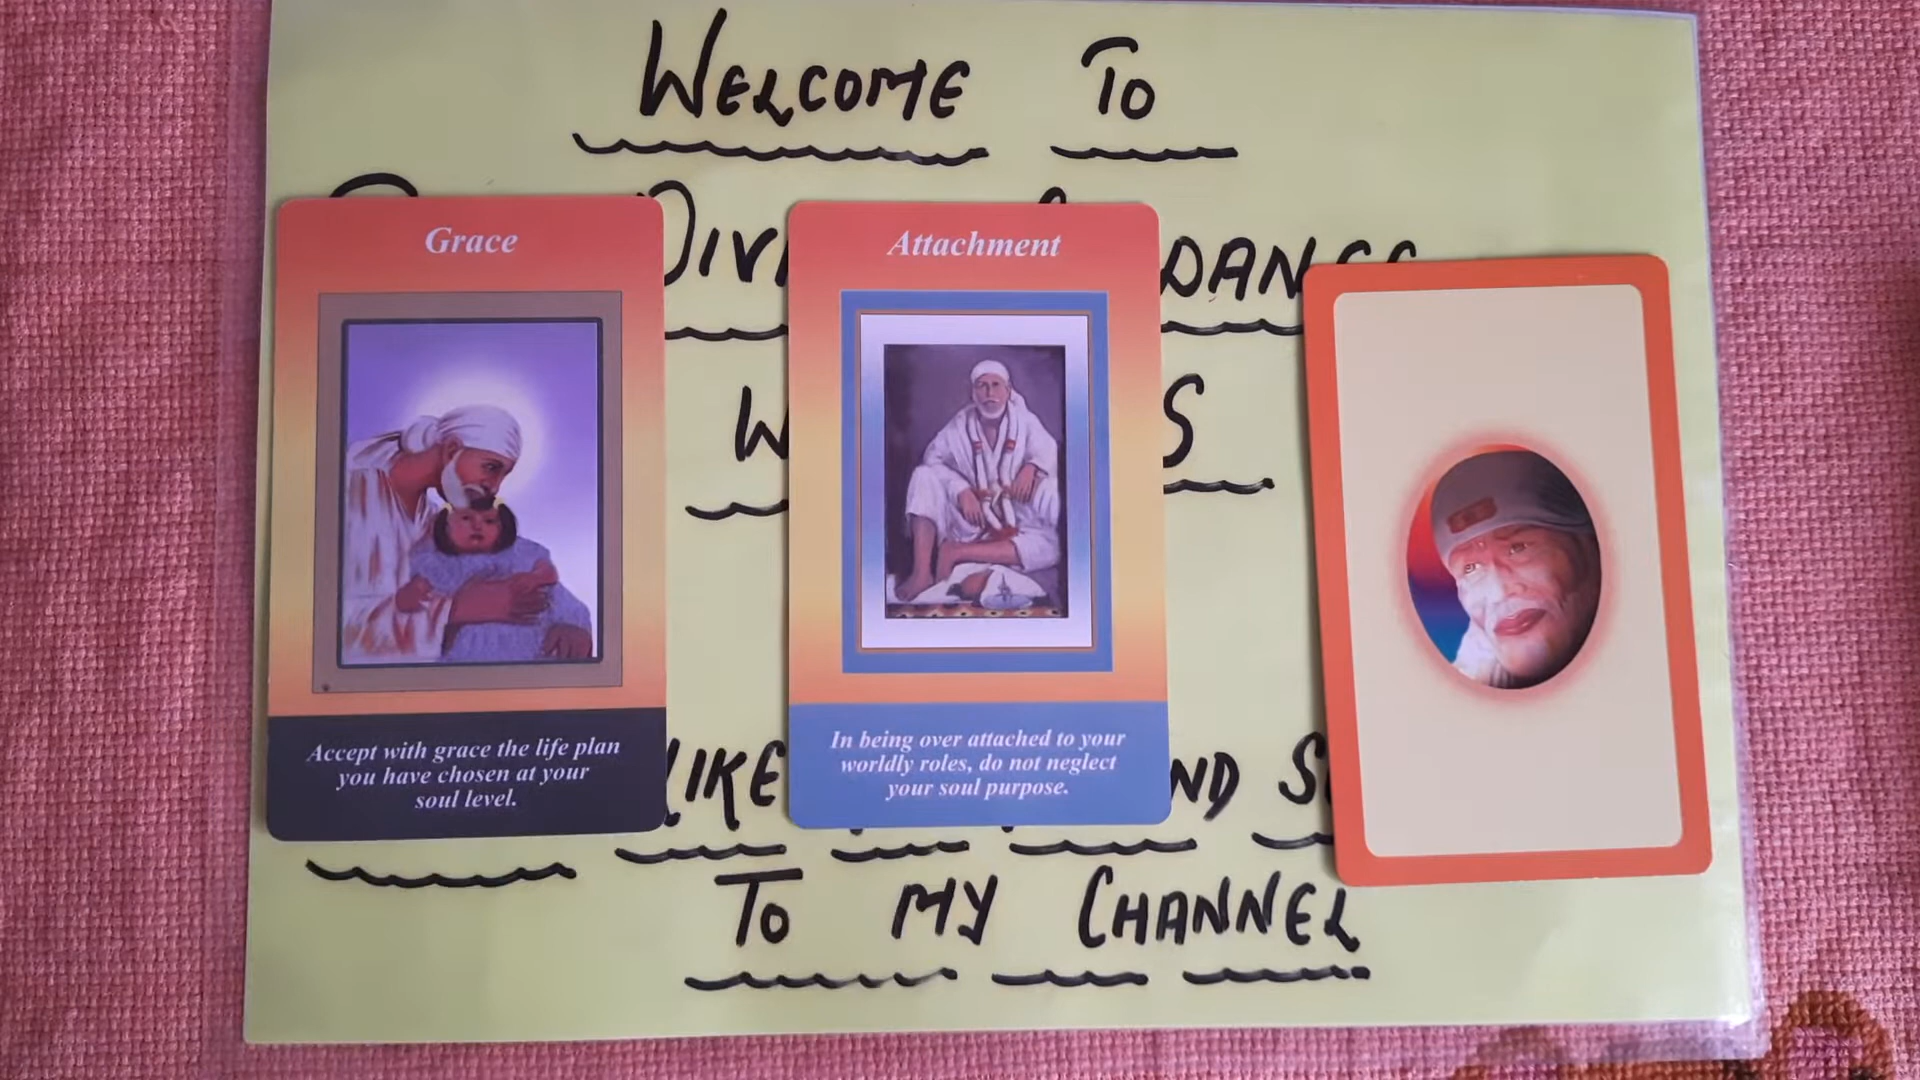 WELCOME TO
Grace
Accept with grace the life plan
you have chosen at your
soul level.
Attachment
In being over attached to your
worldly roles, do not neglect
your soul purpose.
TO MY CHANNEL